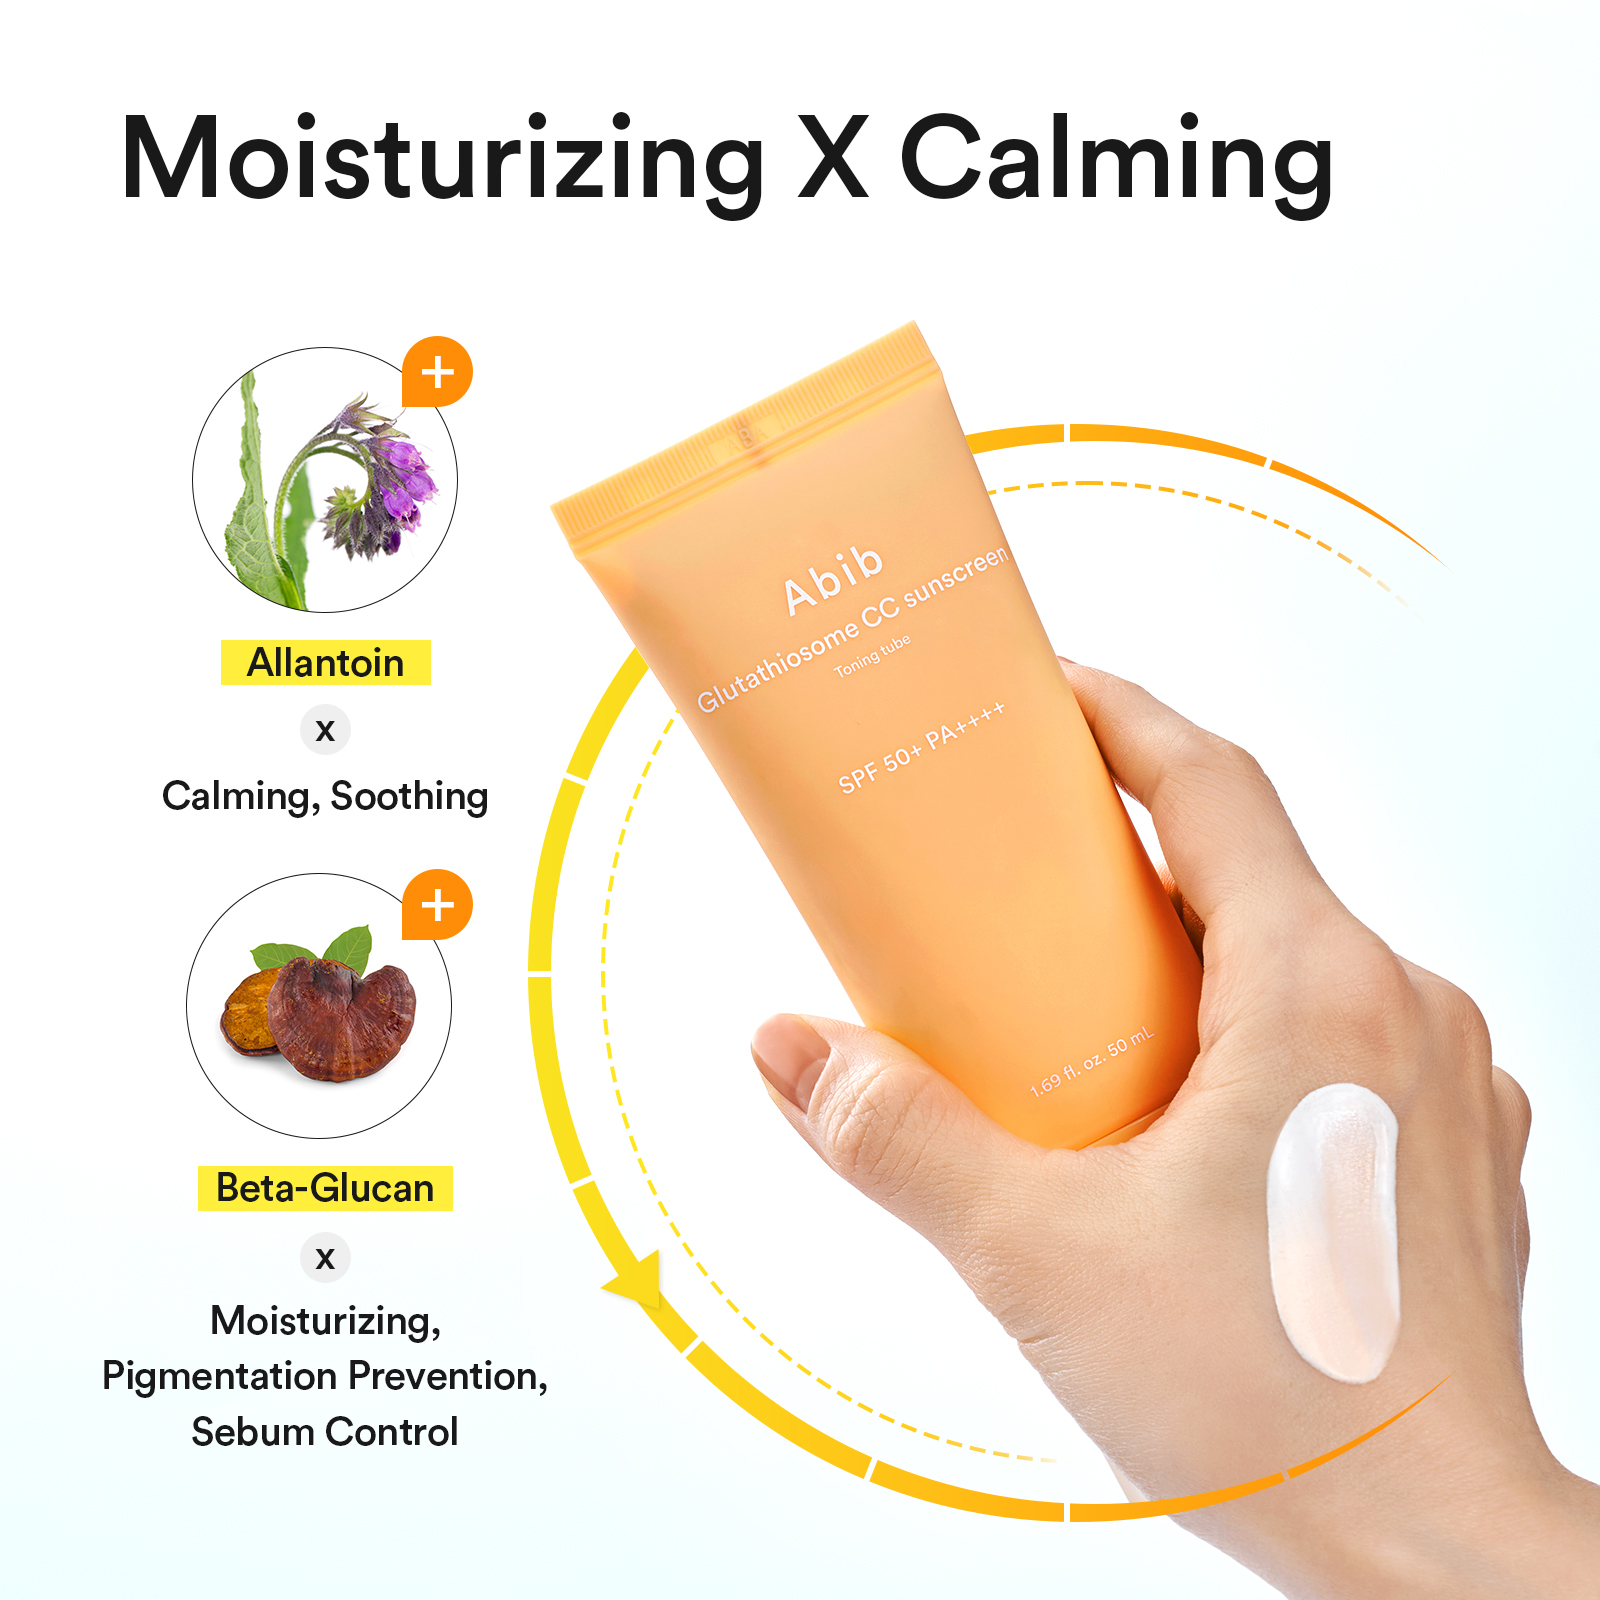 Moisturizing X Calming
Allantoin
x
Calming, Soothing
Beta-Glucan
x
Moisturizing,
Pigmentation Prevention,
Sebum Control
Abib
Glutathiosome CC sunscreen
Toning tube
SPF 50+ PA++++
1.69 fl. oz. 50 mL